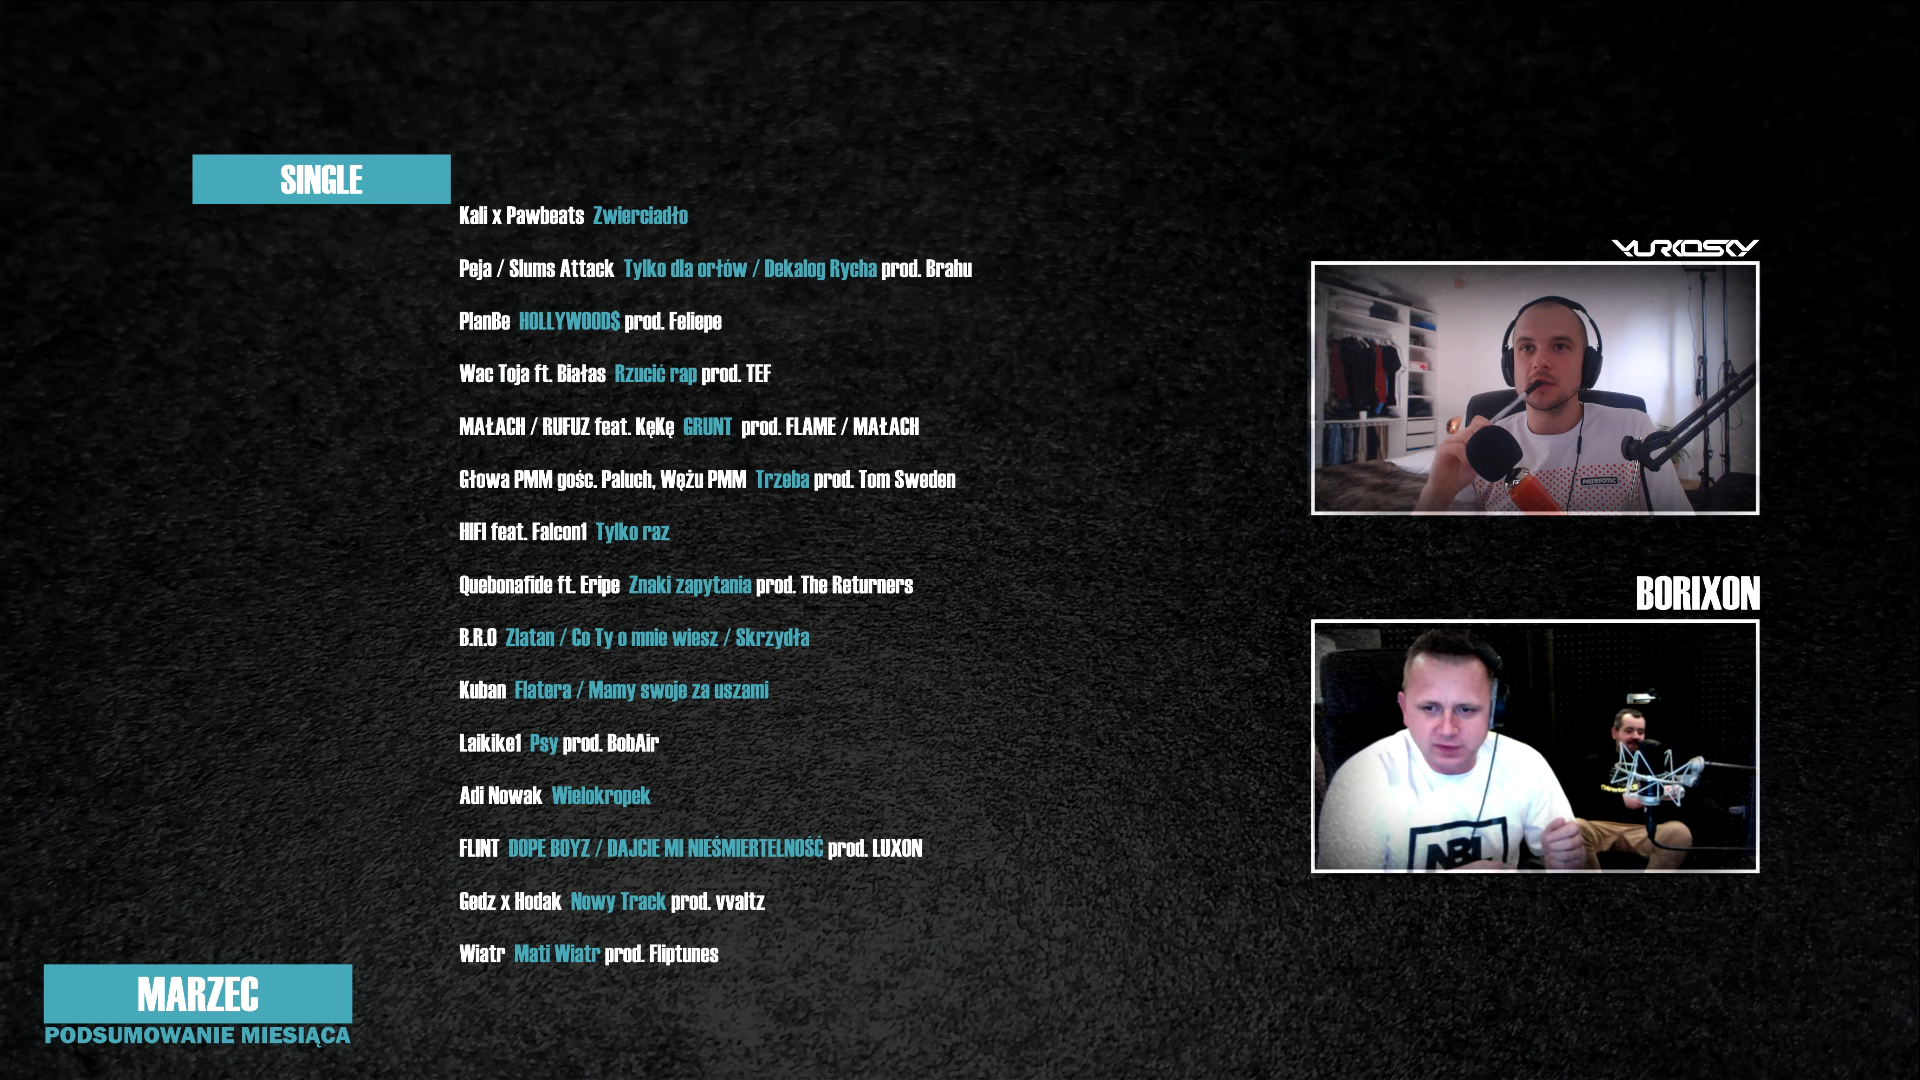 SINGLE
Kali x Pawbeats Zwierciadło
Peja / Slums Attack Tylko dla orłów / Dekalog Rycha prod. Brahu
PlanBe HOLLYWOOD$ prod. Feliepe
Wac Toja ft. Białas Rzucić rap prod. TEF
MAŁACH / RUFUZ feat. KęKę GRUNT prod. FLAME / MAŁACH
Głowa PMM gośc. Paluch, Wężu PMM Trzeba prod. Tom Sweden
HIFI feat. Falcon1 Tylko raz
Quebonafide ft. Eripe Znaki zapytania prod. The Returners
B.R.O Zlatan / Co Ty o mnie wiesz / Skrzydła
Kuban Flatera / Mamy swoje za uszami
Laikike1 Psy prod. BobAir
Adi Nowak Wielokropek
FLINT DOPE BOYZ / DAJCIE MI NIEŚMIERTELNOŚĆ prod. LUXON
Gedz x Hodak Nowy Track prod. vvaltz
Wiatr Mati Wiatr prod. Fliptunes
MARZEC
PODSUMOWANIE MIESIĄCA
YURKOSKY
PATRIOTIC
BORIXON